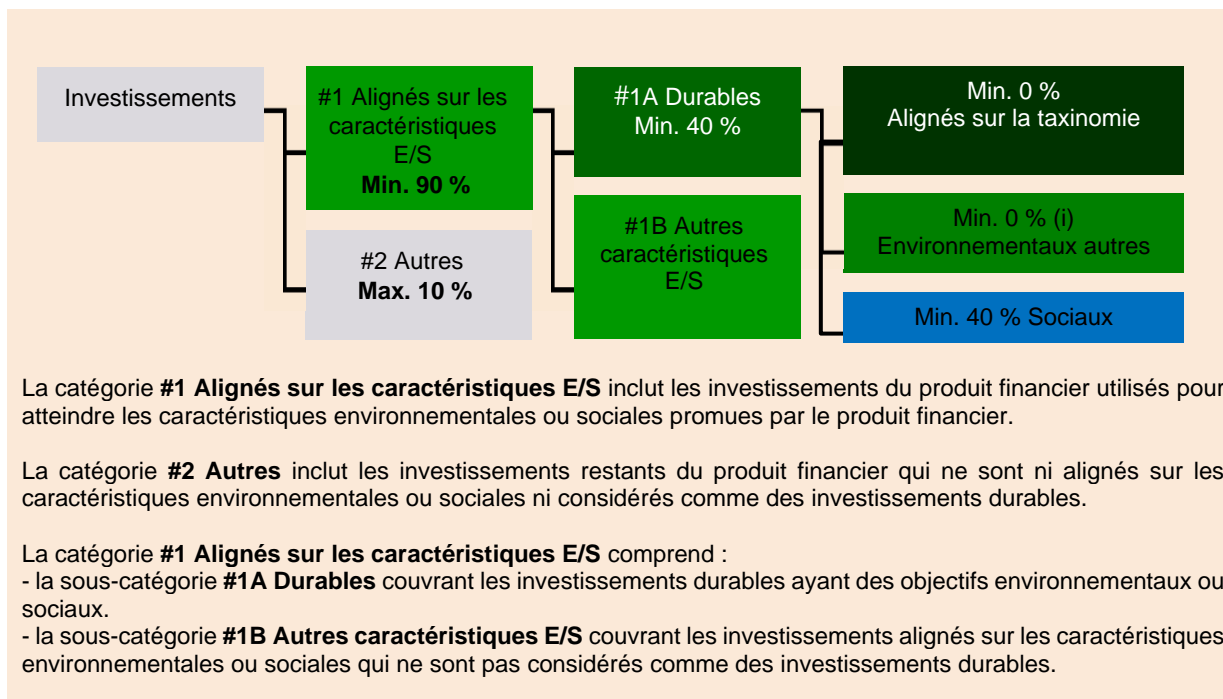 Investissements
#1 Alignés sur les
caractéristiques
E/S
Min. 90 %
#2 Autres
Max. 10 %
#1A Durables
Min. 40 %
#1B Autres
caractéristiques
E/S
Min. 0 %
Alignés sur la taxinomie
Min. 0 % (i)
Environnementaux autres
Min. 40 % Sociaux
La catégorie #1 Alignés sur les caractéristiques E/S inclut les investissements du produit financier utilisés pour
atteindre les caractéristiques environnementales ou sociales promues par le produit financier.
La catégorie #2 Autres inclut les investissements restants du produit financier qui ne sont ni alignés sur les
caractéristiques environnementales ou sociales ni considérés comme des investissements durables.
La catégorie #1 Alignés sur les caractéristiques E/S comprend :
- la sous-catégorie #1A Durables couvrant les investissements durables ayant des objectifs environnementaux ou
sociaux.
- la sous-catégorie #1B Autres caractéristiques E/S couvrant les investissements alignés sur les caractéristiques
environnementales ou sociales qui ne sont pas considérés comme des investissements durables.